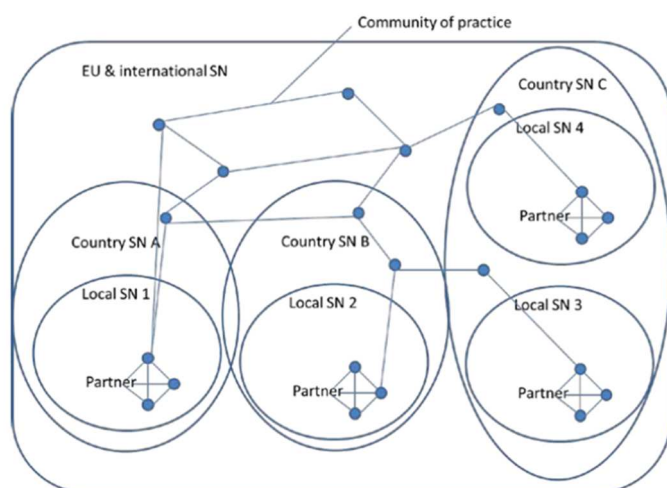 Community of practice
EU & international SN
Country SN C
Local SN 4
Partner
Country SN A
Country SN B
Local SN 1
Local SN 2
Local SN 3
Partner
Partner
Partner